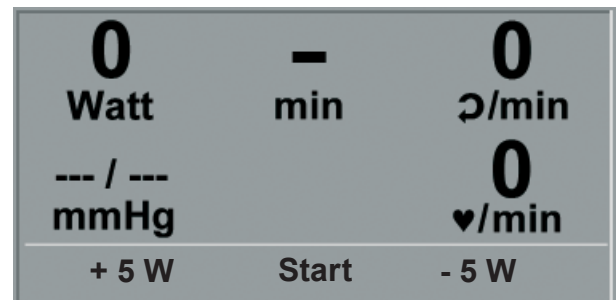 0 – 0
Watt min ↄ/min
--- / --- 0
mmHg ♥/min
+ 5 W Start - 5 W